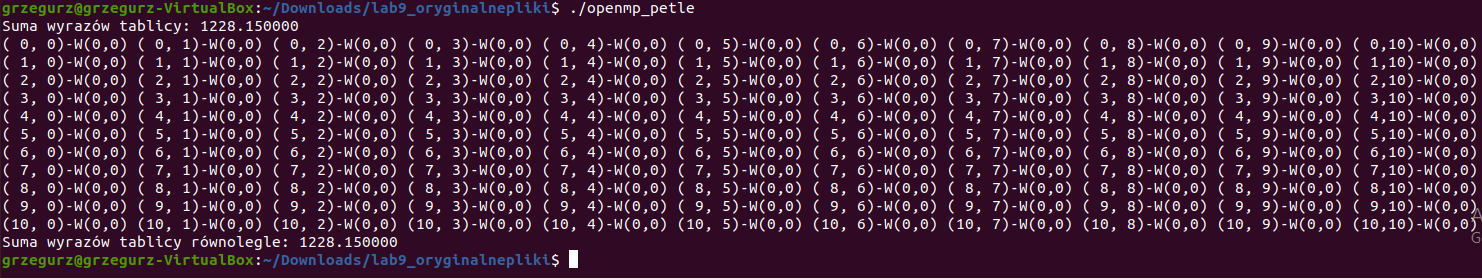 grzegurz@grzegurz-VirtualBox:~/Downloads/lab9_oryginalnepliki$ ./openmp_petle
Suma wyrazów tablicy: 1228.150000
( 0, 0)-W(0,0) ( 0, 1)-W(0,0) ( 0, 2)-W(0,0) ( 0, 3)-W(0,0) ( 0, 4)-W(0,0) ( 0, 5)-W(0,0) ( 0, 6)-W(0,0) ( 0, 7)-W(0,0) ( 0, 8)-W(0,0) ( 0, 9)-W(0,0) ( 0,10)-W(0,0)
( 1, 0)-W(0,0) ( 1, 1)-W(0,0) ( 1, 2)-W(0,0) ( 1, 3)-W(0,0) ( 1, 4)-W(0,0) ( 1, 5)-W(0,0) ( 1, 6)-W(0,0) ( 1, 7)-W(0,0) ( 1, 8)-W(0,0) ( 1, 9)-W(0,0) ( 1,10)-W(0,0)
( 2, 0)-W(0,0) ( 2, 1)-W(0,0) ( 2, 2)-W(0,0) ( 2, 3)-W(0,0) ( 2, 4)-W(0,0) ( 2, 5)-W(0,0) ( 2, 6)-W(0,0) ( 2, 7)-W(0,0) ( 2, 8)-W(0,0) ( 2, 9)-W(0,0) ( 2,10)-W(0,0)
( 3, 0)-W(0,0) ( 3, 1)-W(0,0) ( 3, 2)-W(0,0) ( 3, 3)-W(0,0) ( 3, 4)-W(0,0) ( 3, 5)-W(0,0) ( 3, 6)-W(0,0) ( 3, 7)-W(0,0) ( 3, 8)-W(0,0) ( 3, 9)-W(0,0) ( 3,10)-W(0,0)
( 4, 0)-W(0,0) ( 4, 1)-W(0,0) ( 4, 2)-W(0,0) ( 4, 3)-W(0,0) ( 4, 4)-W(0,0) ( 4, 5)-W(0,0) ( 4, 6)-W(0,0) ( 4, 7)-W(0,0) ( 4, 8)-W(0,0) ( 4, 9)-W(0,0) ( 4,10)-W(0,0)
( 5, 0)-W(0,0) ( 5, 1)-W(0,0) ( 5, 2)-W(0,0) ( 5, 3)-W(0,0) ( 5, 4)-W(0,0) ( 5, 5)-W(0,0) ( 5, 6)-W(0,0) ( 5, 7)-W(0,0) ( 5, 8)-W(0,0) ( 5, 9)-W(0,0) ( 5,10)-W(0,0)
( 6, 0)-W(0,0) ( 6, 1)-W(0,0) ( 6, 2)-W(0,0) ( 6, 3)-W(0,0) ( 6, 4)-W(0,0) ( 6, 5)-W(0,0) ( 6, 6)-W(0,0) ( 6, 7)-W(0,0) ( 6, 8)-W(0,0) ( 6, 9)-W(0,0) ( 6,10)-W(0,0)
( 7, 0)-W(0,0) ( 7, 1)-W(0,0) ( 7, 2)-W(0,0) ( 7, 3)-W(0,0) ( 7, 4)-W(0,0) ( 7, 5)-W(0,0) ( 7, 6)-W(0,0) ( 7, 7)-W(0,0) ( 7, 8)-W(0,0) ( 7, 9)-W(0,0) ( 7,10)-W(0,0)
( 8, 0)-W(0,0) ( 8, 1)-W(0,0) ( 8, 2)-W(0,0) ( 8, 3)-W(0,0) ( 8, 4)-W(0,0) ( 8, 5)-W(0,0) ( 8, 6)-W(0,0) ( 8, 7)-W(0,0) ( 8, 8)-W(0,0) ( 8, 9)-W(0,0) ( 8,10)-W(0,0)
( 9, 0)-W(0,0) ( 9, 1)-W(0,0) ( 9, 2)-W(0,0) ( 9, 3)-W(0,0) ( 9, 4)-W(0,0) ( 9, 5)-W(0,0) ( 9, 6)-W(0,0) ( 9, 7)-W(0,0) ( 9, 8)-W(0,0) ( 9, 9)-W(0,0) ( 9,10)-W(0,0)
(10, 0)-W(0,0) (10, 1)-W(0,0) (10, 2)-W(0,0) (10, 3)-W(0,0) (10, 4)-W(0,0) (10, 5)-W(0,0) (10, 6)-W(0,0) (10, 7)-W(0,0) (10, 8)-W(0,0) (10, 9)-W(0,0) (10,10)-W(0,0)
Suma wyrazów tablicy równolegle: 1228.150000
grzegurz@grzegurz-VirtualBox:~/Downloads/lab9_oryginalnepliki$